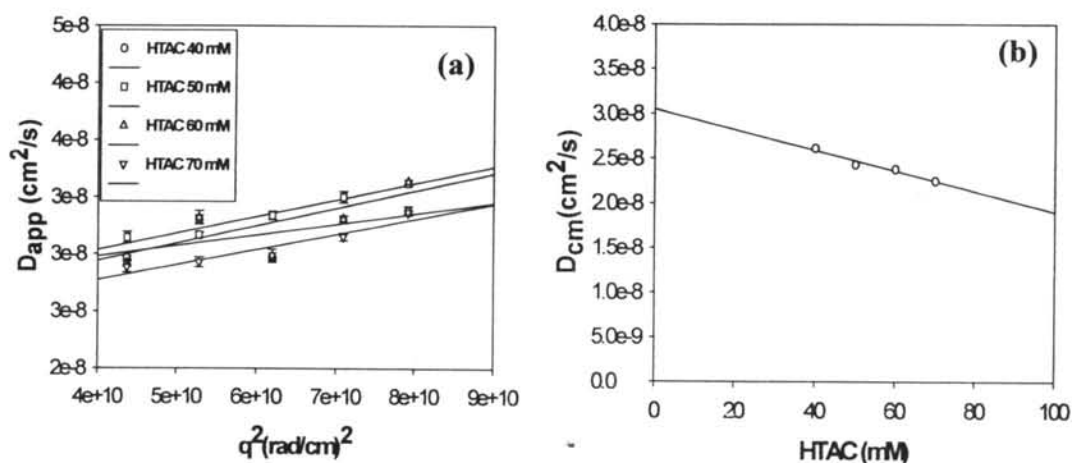 (a)
HTAC 40 mM
HTAC 50 mM
HTAC 60 mM
HTAC 70 mM
Dapp (cm²/s)
5e-8
4e-8
4e-8
3e-8
3e-8
3e-8
2e-8
4e+10 5e+10 6e+10 7e+10 8e+10 9e+10
q²(rad/cm)²
(b)
Dcm(cm²/s)
4.0e-8
3.5e-8
3.0e-8
2.5e-8
2.0e-8
1.5e-8
1.0e-8
5.0e-9
0.0
0 20 40 60 80 100
HTAC (mM)